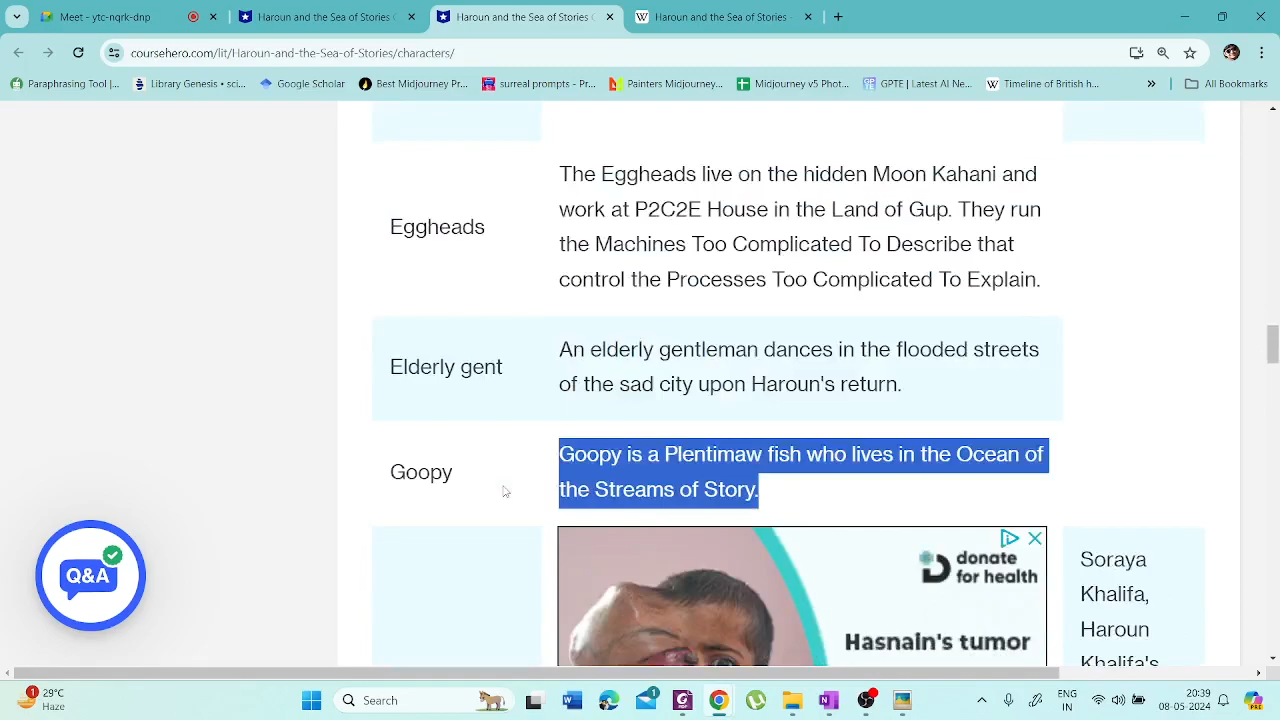 Meet - ytc-rqrc-dnp
Haroun and the Sea of Stories C
Haroun and the Sea of Stories C
Haroun and the Sea of Stories -
coursehero.com/lit/Haroun-and-the-Sea-of-Stories/characters/
Paraphrasing Tool |...
Library Genesis • sci...
Google Scholar
Best Midjourney Pr...
surreal prompts - Pr...
Painters Midjourney...
Midjourney v5 Phot...
GPTE | Latest AI Ne...
Timeline of British h...
»
All Bookmarks
Eggheads
The Eggheads live on the hidden Moon Kahani and
work at P2C2E House in the Land of Gup. They run
the Machines Too Complicated To Describe that
control the Processes Too Complicated To Explain.
Elderly gent
An elderly gentleman dances in the flooded streets
of the sad city upon Haroun's return.
Goopy
Goopy is a Plentimaw fish who lives in the Ocean of
the Streams of Story.
Q&A
donate
for health
Hasnain's tumor
Soraya
Khalifa,
Haroun
Khalifa's
1
29°C
Haze
Search
1
ENG
IN
20:39
08-05-2024